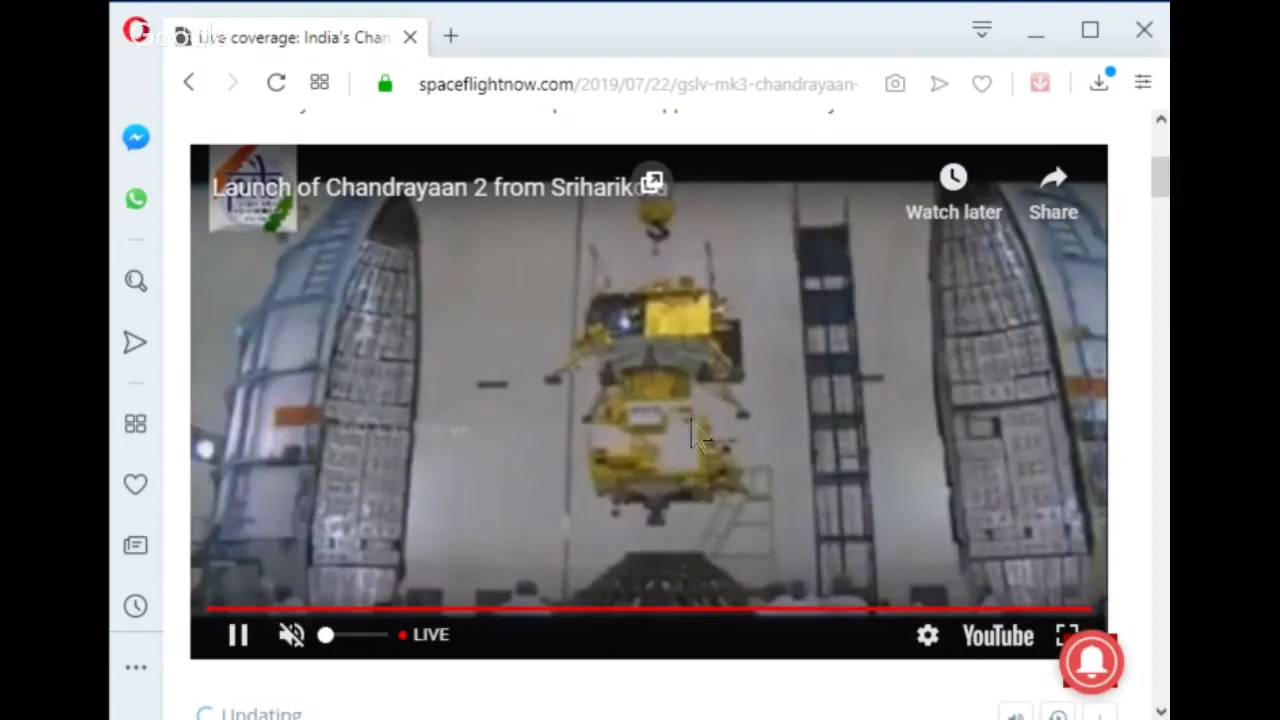 Google
Live coverage: India's Chan
spaceflightnow.com/2019/07/22/gslv-mk3-chandrayaan-
Launch of Chandrayaan 2 from Sriharik
Watch later
Share
LIVE
YouTube
Updating